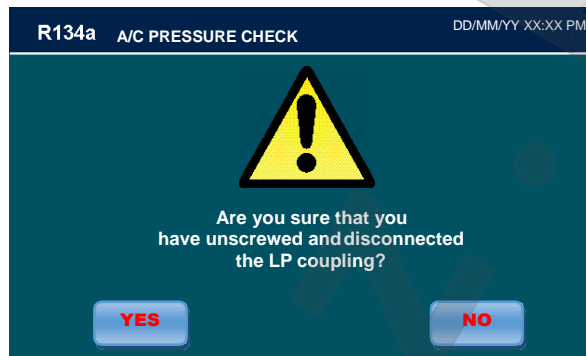 R134a A/C PRESSURE CHECK DD/MM/YY XX:XX PM
Are you sure that you
have unscrewed and disconnected
the LP coupling?
YES NO